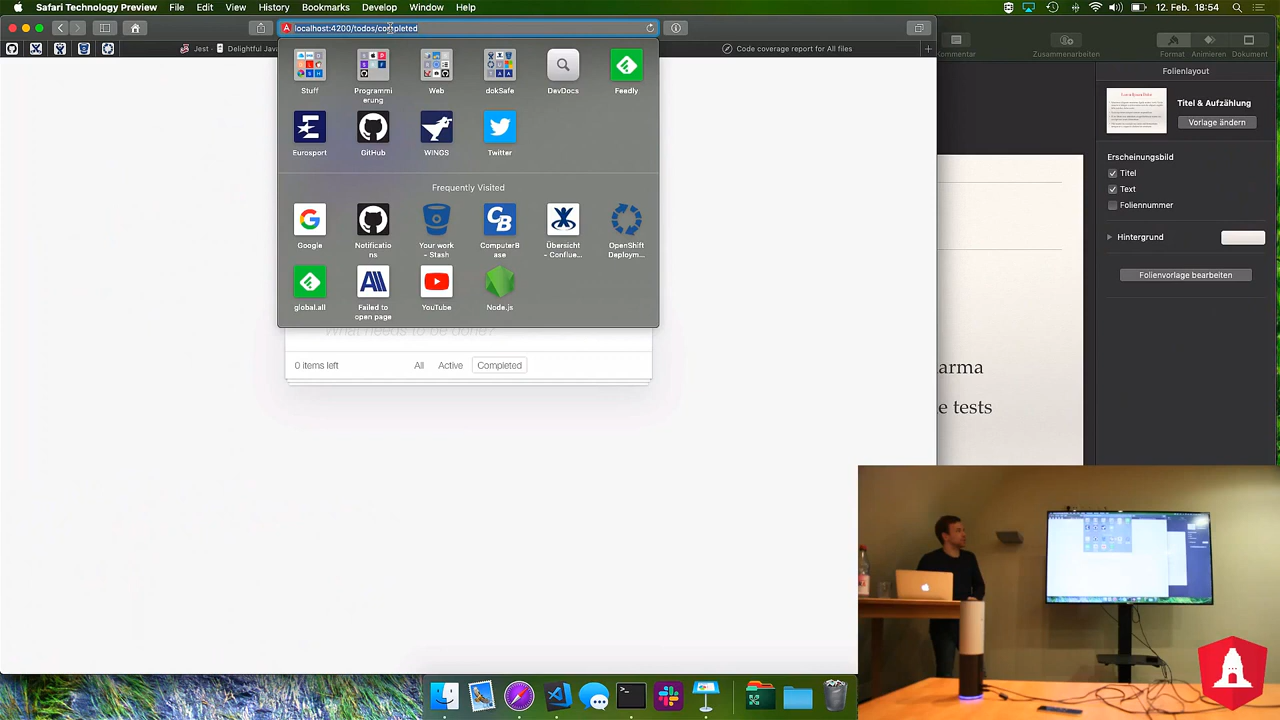 Safari Technology Preview File Edit View History Bookmarks Develop Window Help
12. Feb. 18:54
localhost:4200/todos/completed
Jest - Delightful Java
Code coverage report for All files
Stuff
Programmi
erung
Web
dokSafe
DevDocs
Feedly
Eurosport
GitHub
WINGS
Twitter
Frequently Visited
Google
Notificatio
ns
Your work
- Stash
ComputerB
ase
Übersicht
- Conflue...
OpenShift
Deploym...
global.all
Failed to
open page
YouTube
Node.js
What needs to be done?
0 items left
All
Active
Completed
Kommentar
Zusammenarbeiten
Format
Animieren
Dokument
Folienlayout
Titel & Aufzählung
Vorlage ändern
Erscheinungsbild
Titel
Text
Foliennummer
Hintergrund
Folienvorlage bearbeiten
arma
e tests